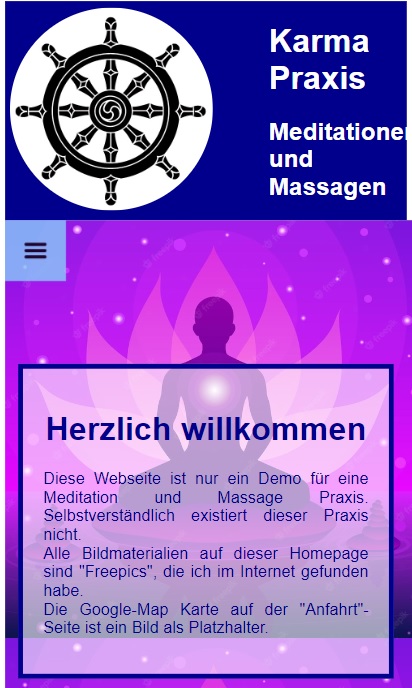 Karma
Praxis
Meditationen
und
Massagen
Herzlich willkommen
Diese Webseite ist nur ein Demo für eine
Meditation und Massage Praxis.
Selbstverständlich existiert dieser Praxis
nicht.
Alle Bildmaterialien auf dieser Homepage
sind "Freepics", die ich im Internet gefunden
habe.
Die Google-Map Karte auf der "Anfahrt"-
Seite ist ein Bild als Platzhalter.